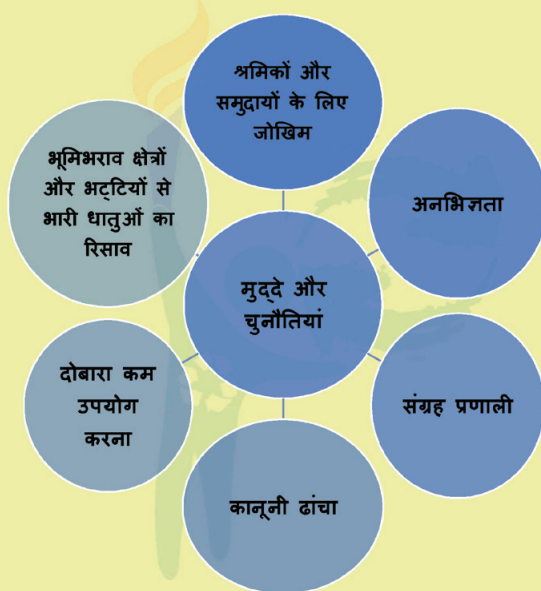 श्रमिकों और
समुदायों के लिए
जोखिम
अनभिज्ञता
संग्रह प्रणाली
कानूनी ढांचा
दोबारा कम
उपयोग
करना
भूमिभराव क्षेत्रों
और भट्टियों से
भारी धातुओं का
रिसाव
मुद्दे और
चुनौतियां